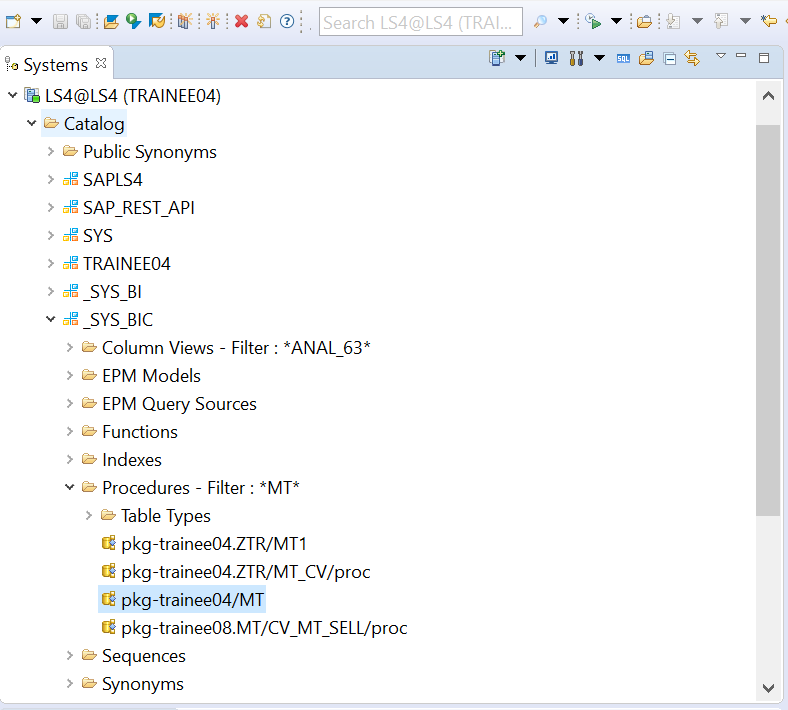 Search LS4@LS4 (TRAI...
Systems
SQL
LS4@LS4 (TRAINEE04)
Catalog
Public Synonyms
SAPLS4
SAP_REST_API
SYS
TRAINEE04
_SYS_BI
_SYS_BIC
Column Views - Filter : *ANAL_63*
EPM Models
EPM Query Sources
Functions
Indexes
Procedures - Filter : *MT*
Table Types
pkg-trainee04.ZTR/MT1
pkg-trainee04.ZTR/MT_CV/proc
pkg-trainee04/MT
pkg-trainee08.MT/CV_MT_SELL/proc
Sequences
Synonyms